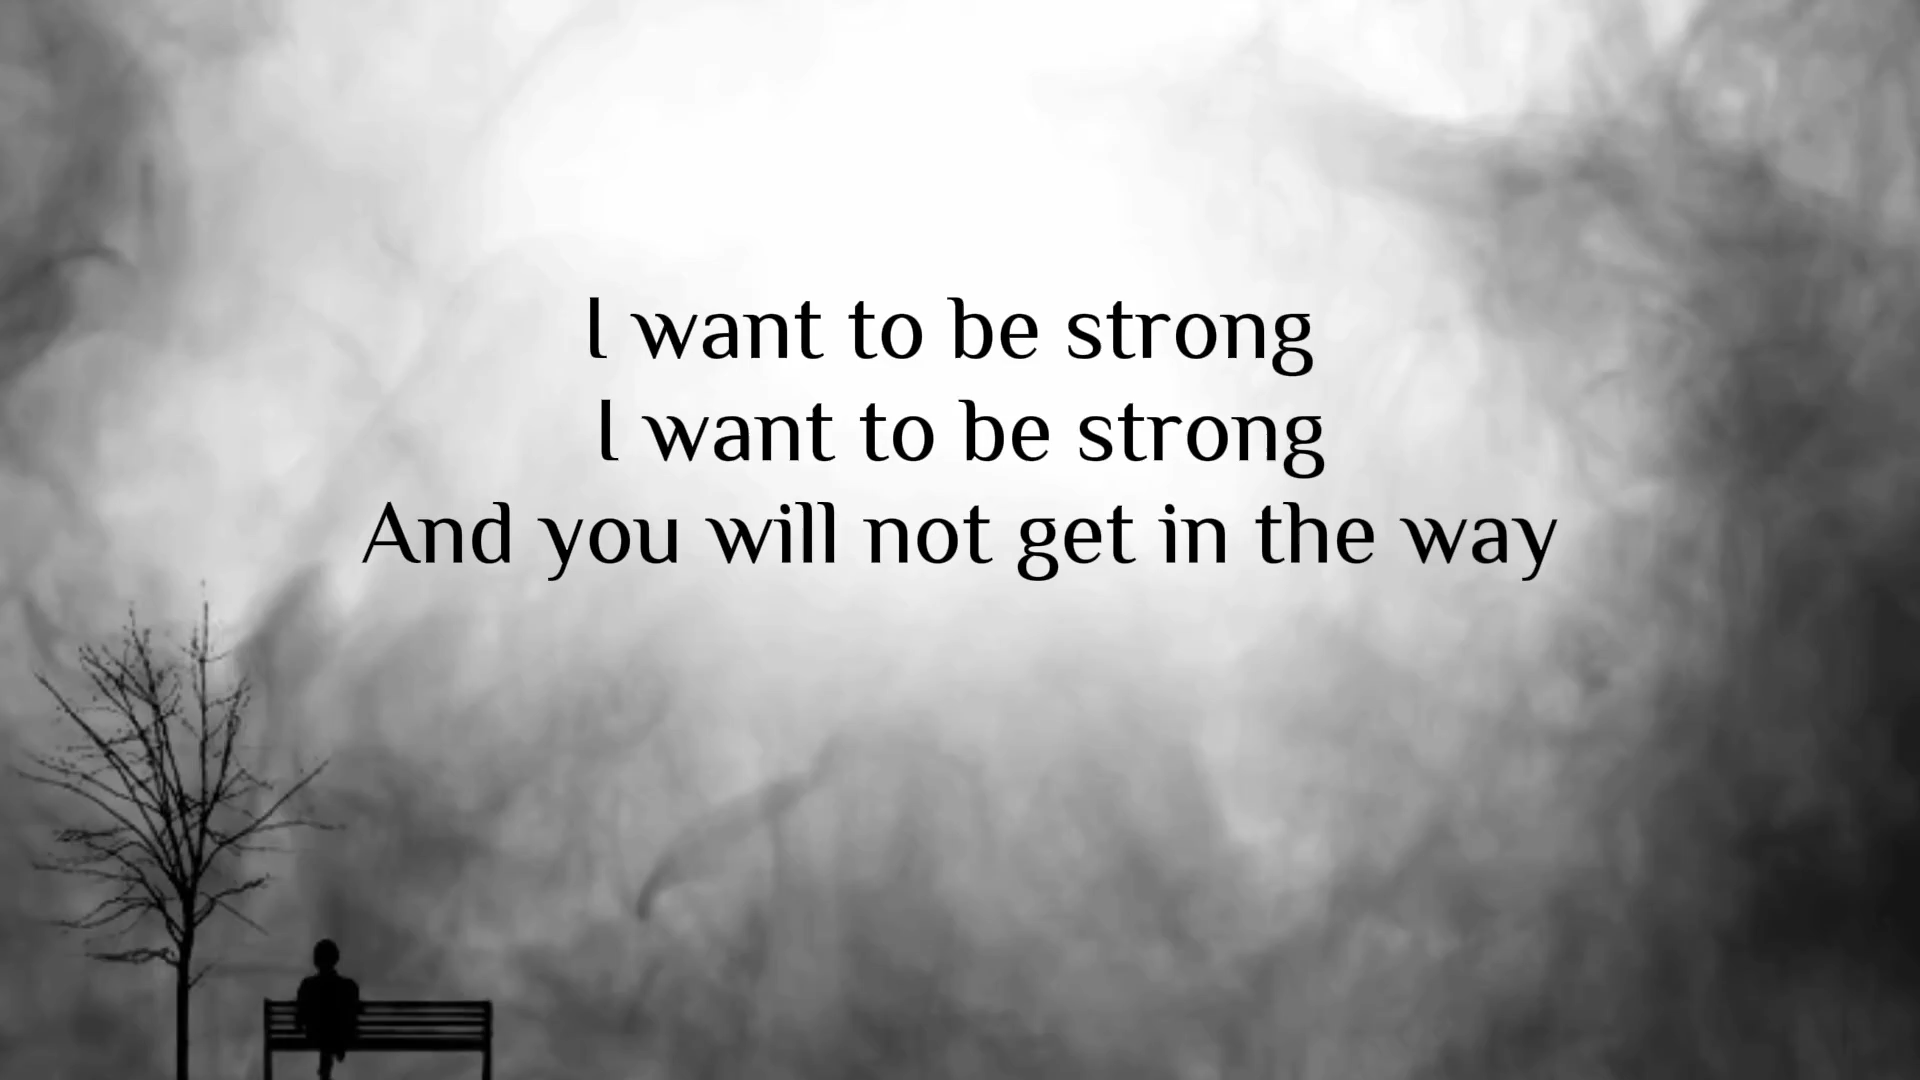 I want to be strong
I want to be strong
And you will not get in the way